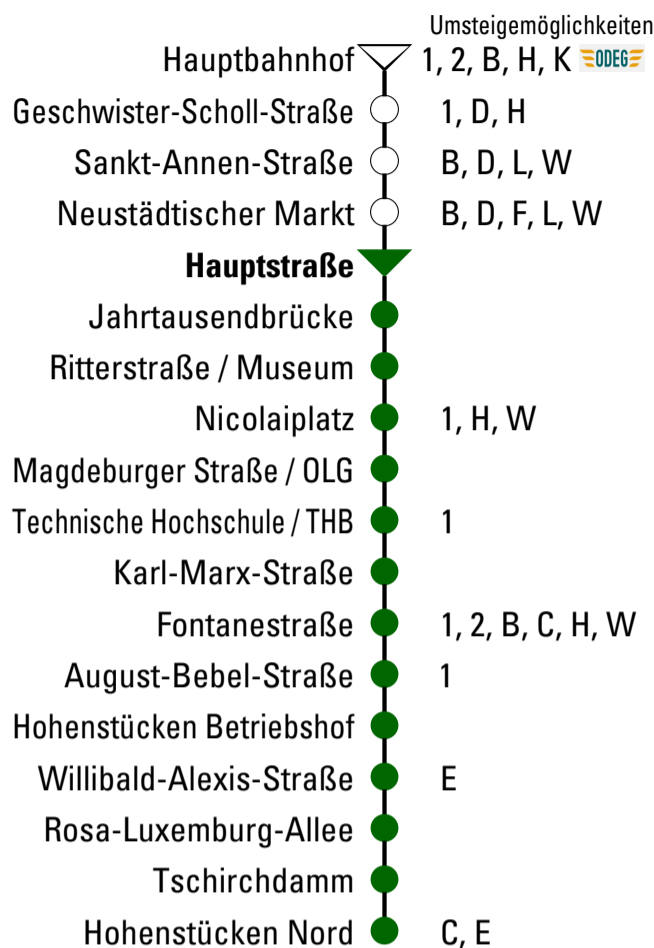 Umsteigemöglichkeiten
Hauptbahnhof 1, 2, B, H, K ODEG
Geschwister-Scholl-Straße 1, D, H
Sankt-Annen-Straße B, D, L, W
Neustädtischer Markt B, D, F, L, W
Hauptstraße
Jahrtausendbrücke
Ritterstraße / Museum
Nicolaiplatz 1, H, W
Magdeburger Straße / OLG
Technische Hochschule / THB 1
Karl-Marx-Straße
Fontanestraße 1, 2, B, C, H, W
August-Bebel-Straße 1
Hohenstücken Betriebshof
Willibald-Alexis-Straße E
Rosa-Luxemburg-Allee
Tschirchdamm
Hohenstücken Nord C, E